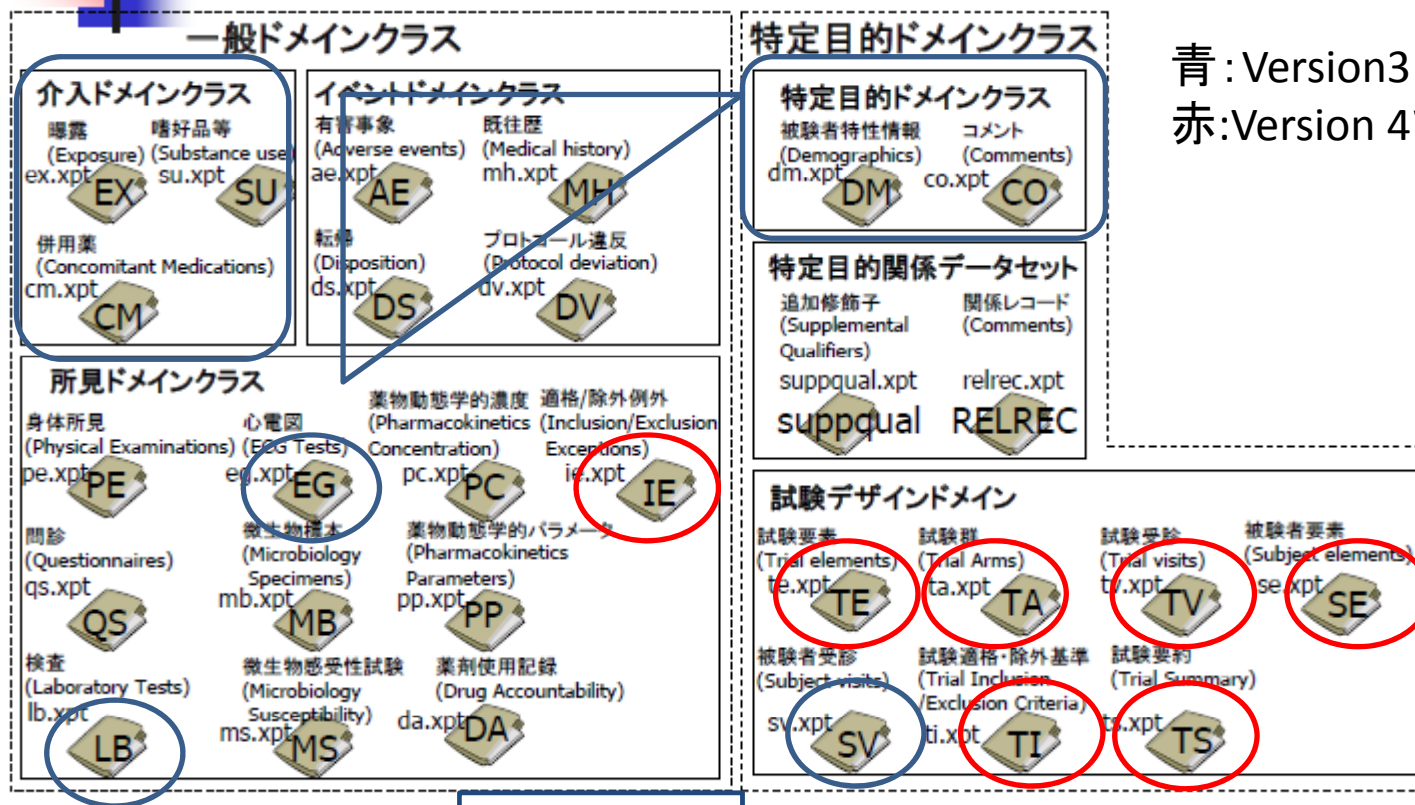 一般ドメインクラス
介入ドメインクラス
曝露
(Exposure)
ex.xpt
EX
嗜好品等
(Substance use
su.xpt
SU
併用薬
(Concomitant Medications)
cm.xpt
CM
イベントドメインクラス
有害事象
(Adverse events)
ae.xpt
AE
既往歴
(Medical history)
mh.xpt
MH
転帰
(Disposition)
ds.xpt
DS
プロトコール違反
(Protocol deviation)
dv.xpt
DV
所見ドメインクラス
身体所見
(Physical Examinations)
pe.xpt
PE
心電図
(ECG Tests)
eg.xpt
EG
薬物動態学的濃度
(Pharmacokinetics
Concentration)
pc.xpt
PC
適格/除外例外
(Inclusion/Exclusion
Exceptions)
ie.xpt
IE
問診
(Questionnaires)
qs.xpt
QS
微生物標本
(Microbiology
Specimens)
mb.xpt
MB
薬物動態学的パラメータ
(Pharmacokinetics
Parameters)
pp.xpt
PP
検査
(Laboratory Tests)
lb.xpt
LB
微生物感受性試験
(Microbiology
Susceptibility)
ms.xpt
MS
薬剤使用記録
(Drug Accountability)
da.xpt
DA
特定目的ドメインクラス
特定目的ドメインクラス
被験者特性情報
(Demographics)
dm.xpt
DM
コメント
(Comments)
co.xpt
CO
特定目的関係データセット
追加修飾子
(Supplemental
Qualifiers)
suppqual.xpt
suppqual
関係レコード
(Comments)
relrec.xpt
RELREC
試験デザインドメイン
試験要素
(Trial elements)
te.xpt
TE
試験群
(Trial Arms)
ta.xpt
TA
試験受診
(Trial visits)
tv.xpt
TV
被験者要素
(Subject elements)
se.xpt
SE
被験者受診
(Subject visits)
sv.xpt
SV
試験適格・除外基準
(Trial Inclusion
/Exclusion Criteria)
ti.xpt
TI
試験要約
(Trial Summary)
ts.xpt
TS
青：Version3
赤:Version 4